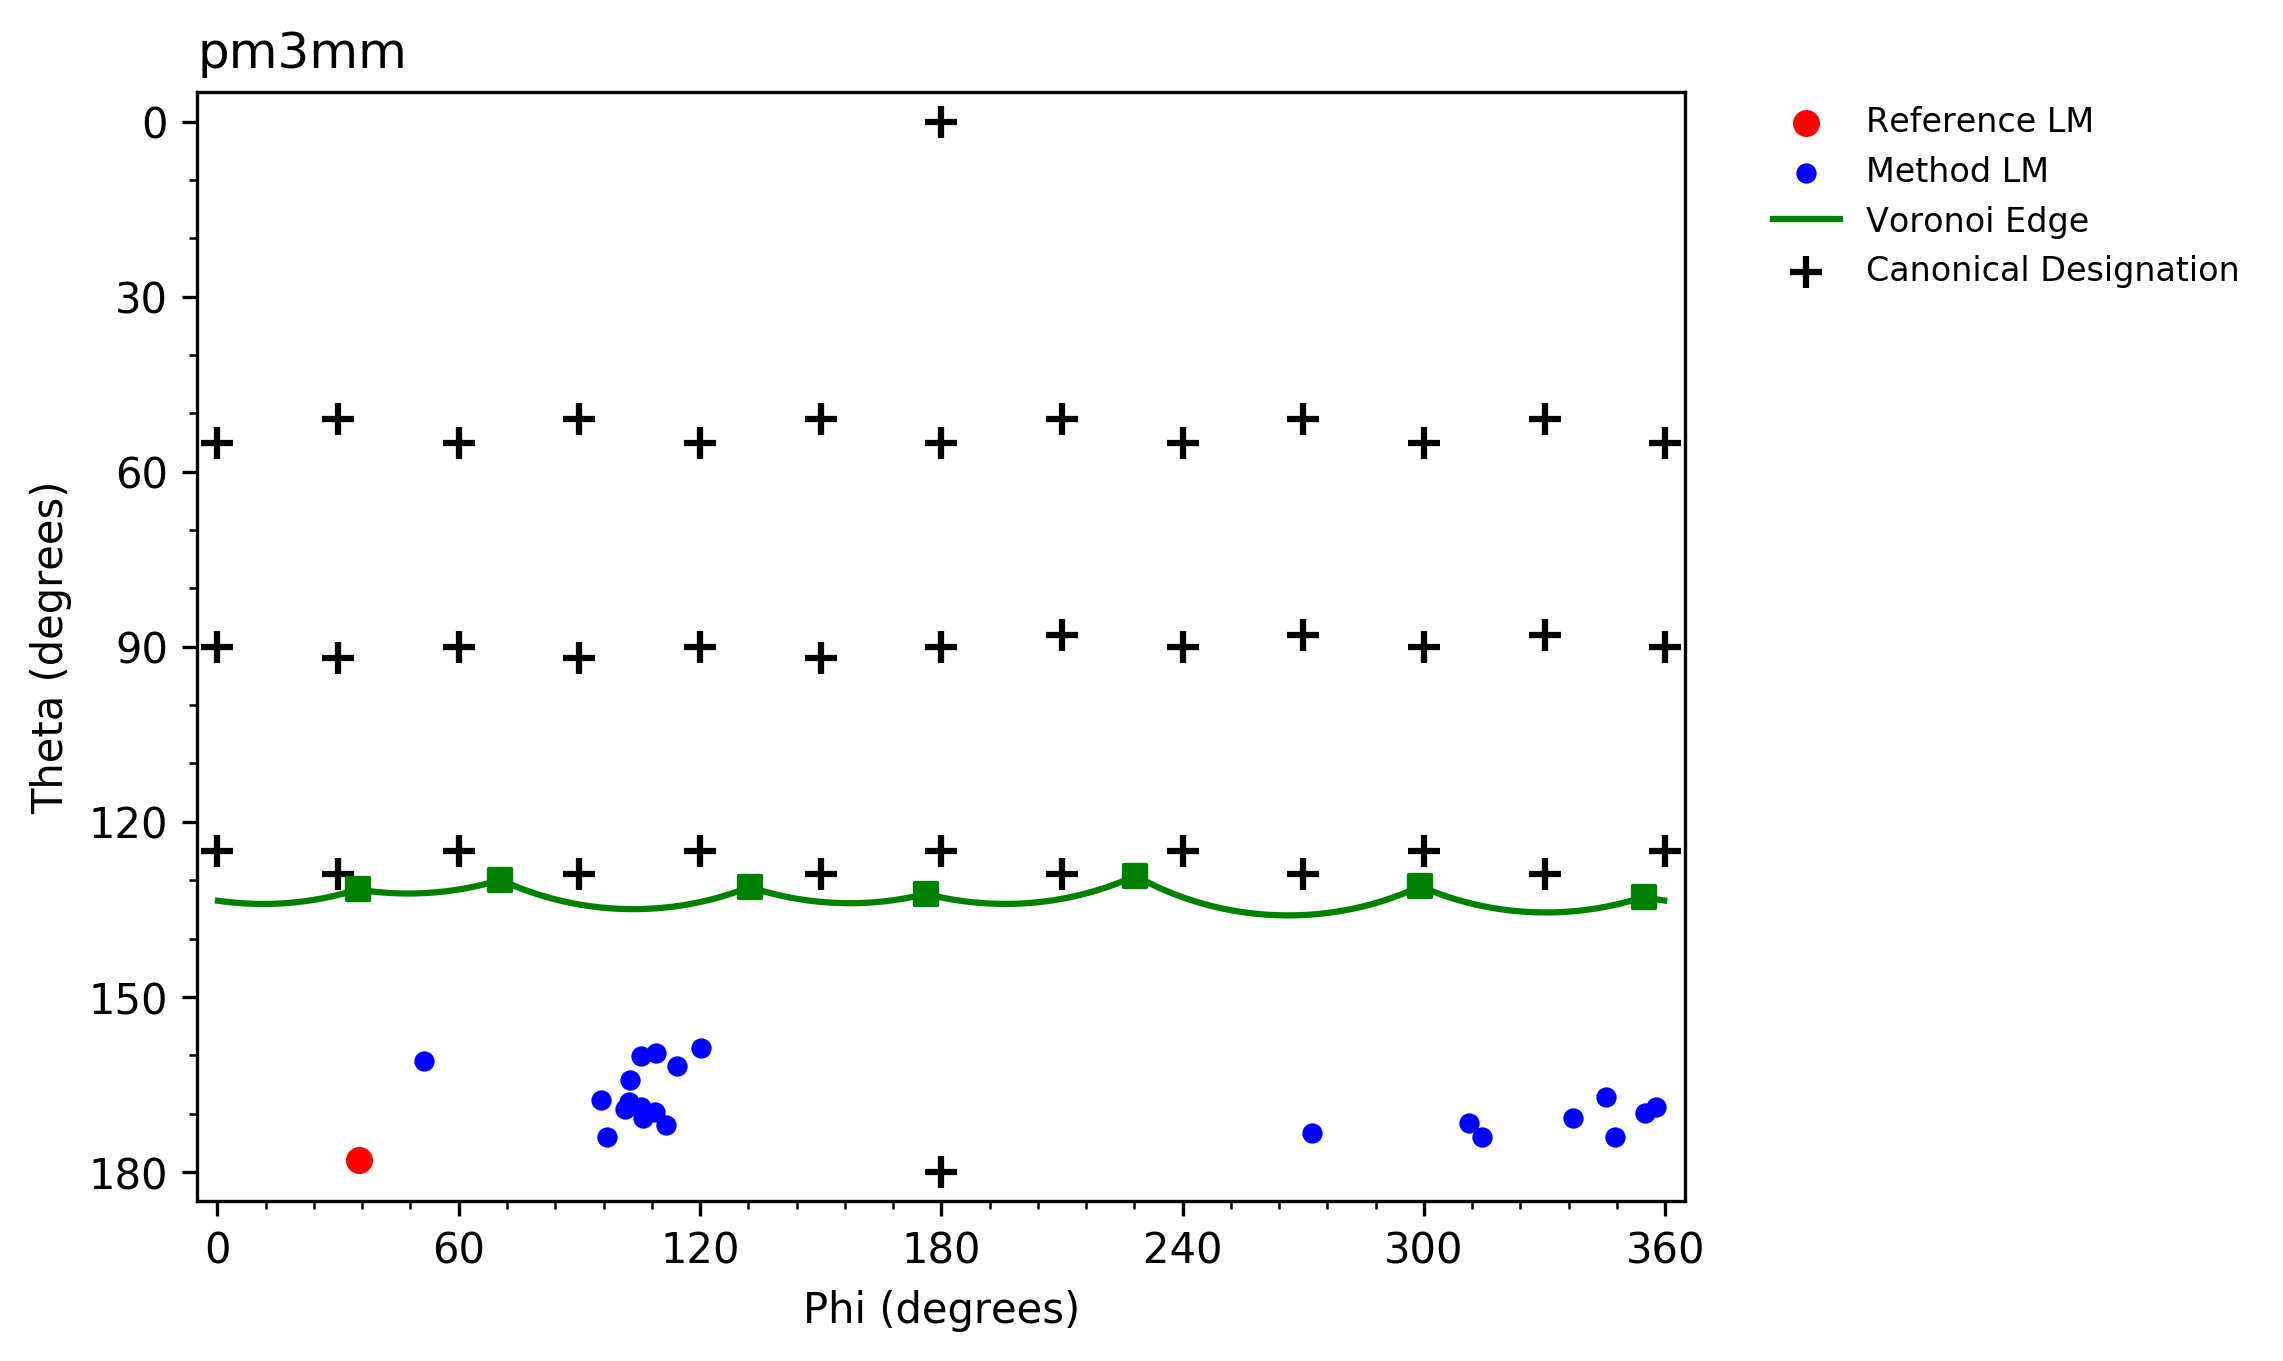 pm3mm
Reference LM
Method LM
Voronoi Edge
Canonical Designation
Theta (degrees)
0
30
60
90
120
150
180
0 60 120 180 240 300 360
Phi (degrees)